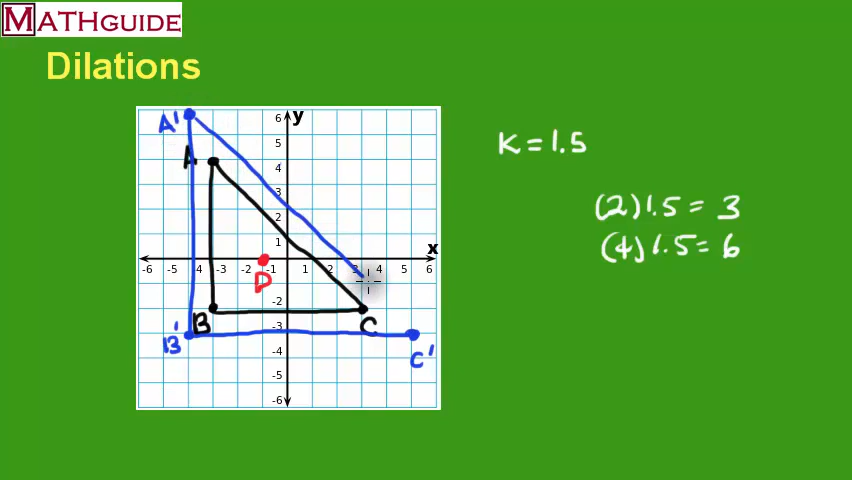 MATHGUIDE
Dilations
K = 1.5
(2)1.5 = 3
(4)1.5 = 6
y
x
A'
A
B
B'
C
C'
P
6
5
4
3
2
1
-2
-3
-4
-5
-6
-6 -5 -4 -3 -2 -1 1 2 3 4 5 6